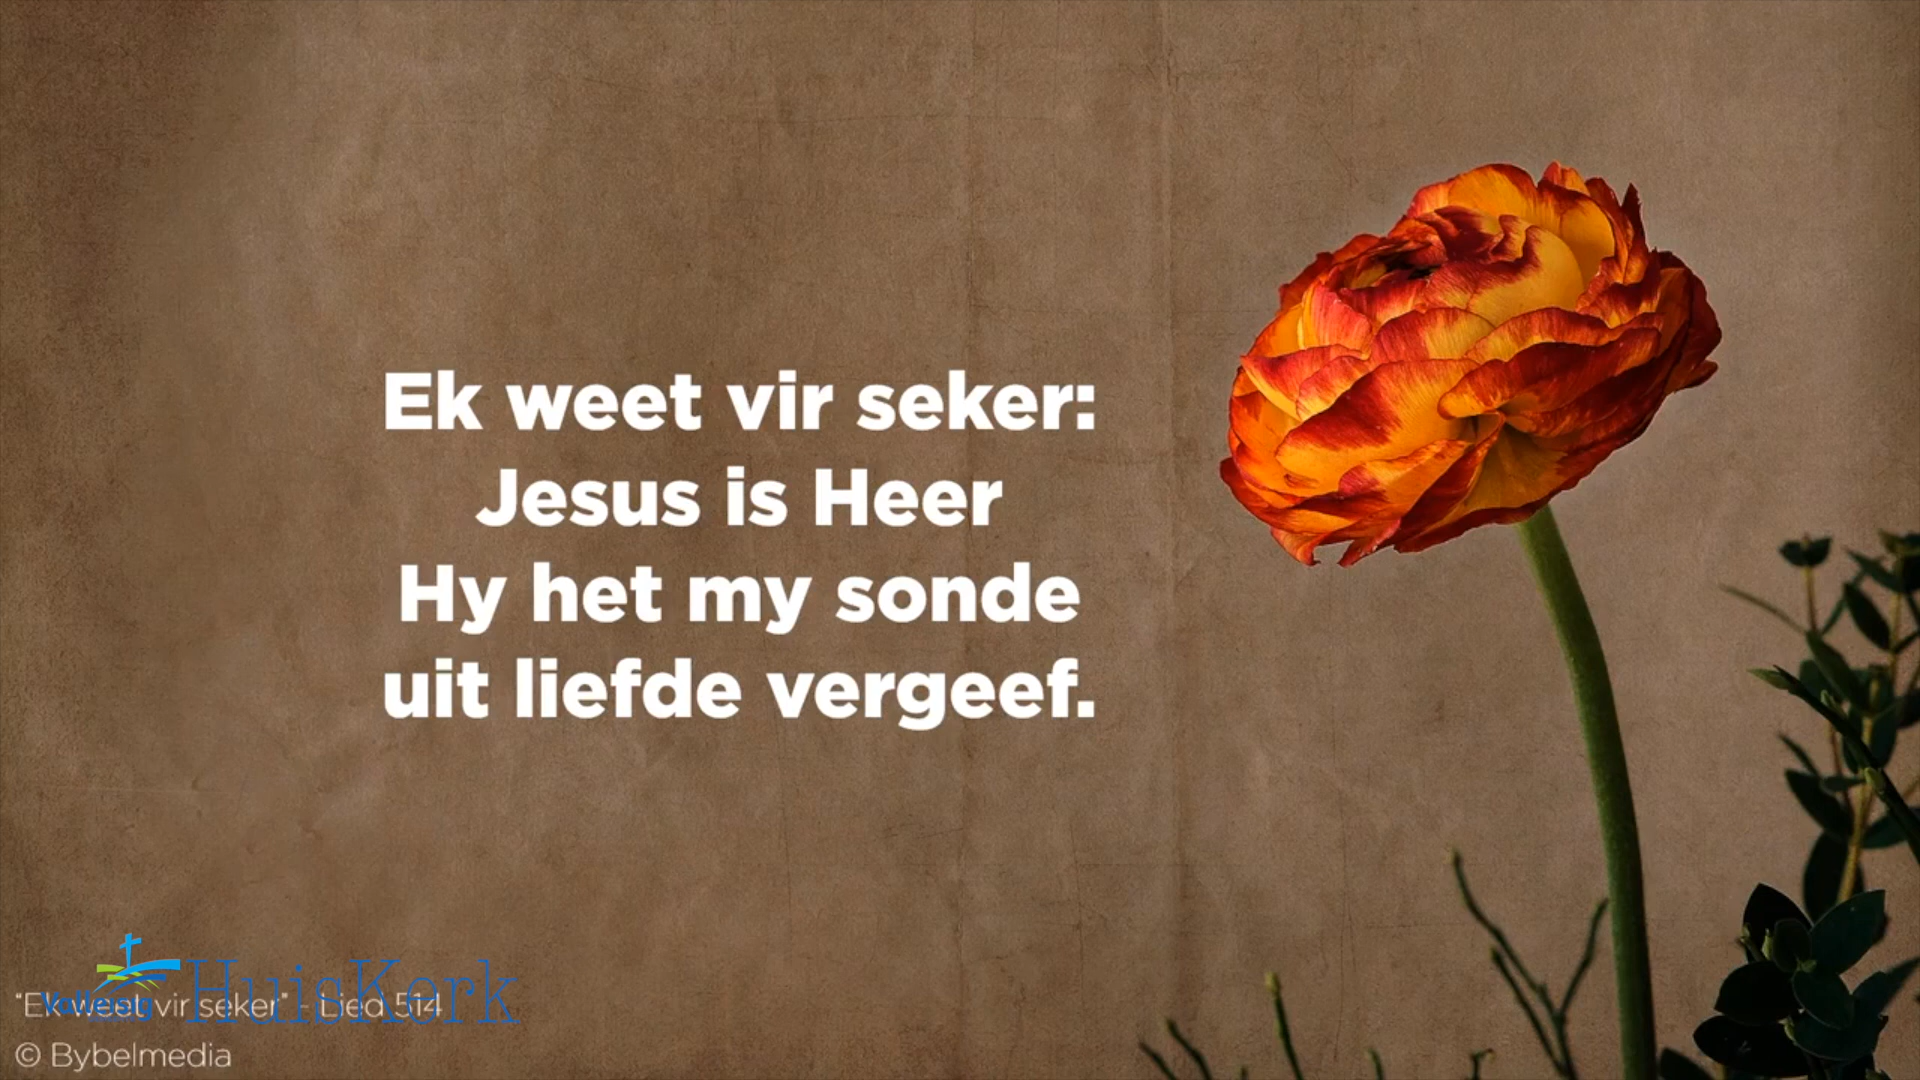 Ek weet vir seker:
Jesus is Heer
Hy het my sonde
uit liefde vergeef.
HuisKerk
"Ek weet vir seker" - Lied 514
© Bybelmedia